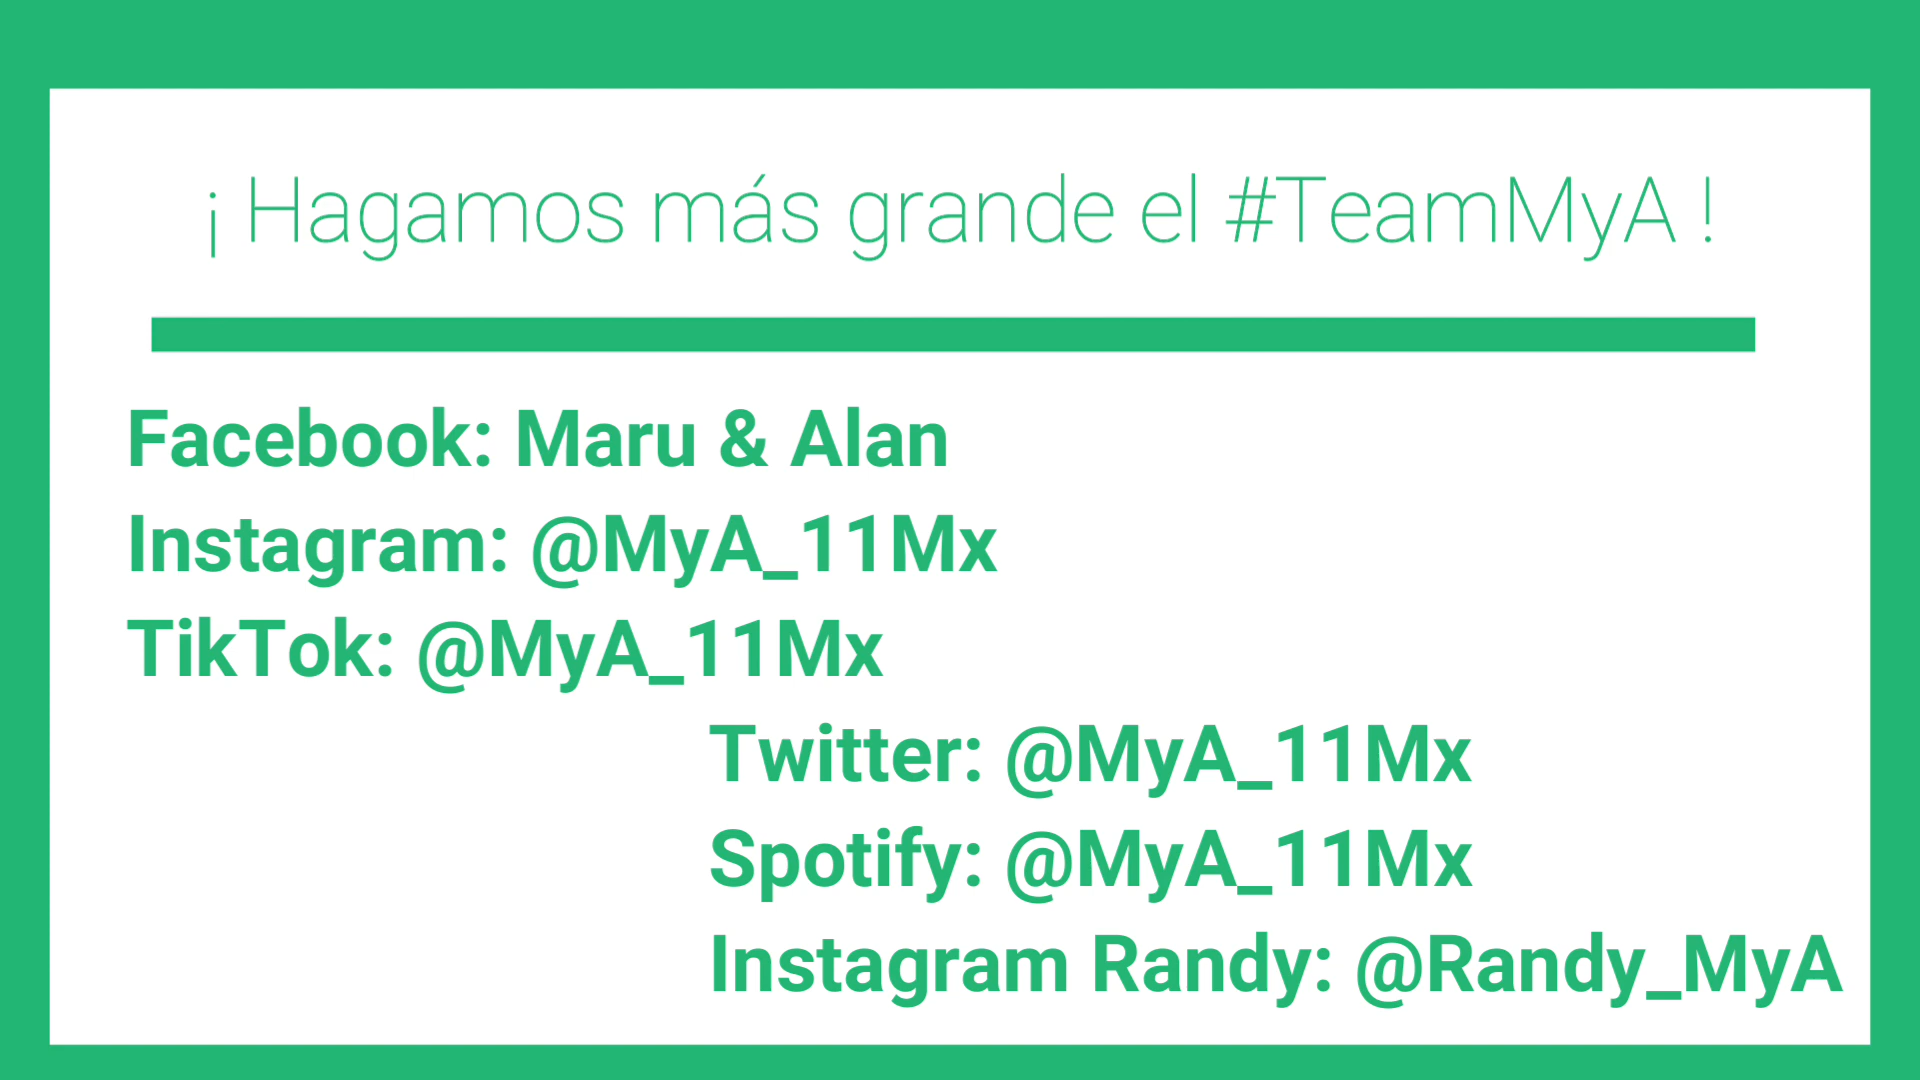 ¡ Hagamos más grande el #TeamMyA !
Facebook: Maru & Alan
Instagram: @MyA_11Mx
TikTok: @MyA_11Mx
Twitter: @MyA_11Mx
Spotify: @MyA_11Mx
Instagram Randy: @Randy_MyA